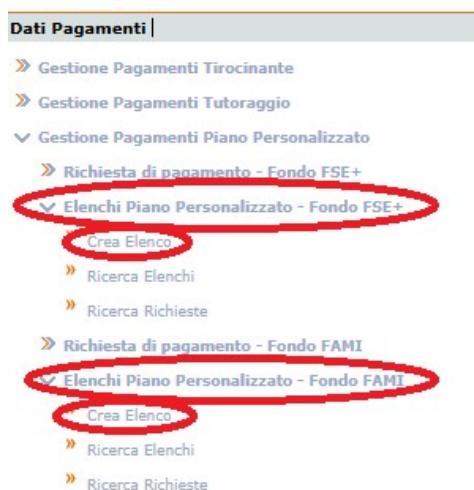 Dati Pagamenti
Gestione Pagamenti Tirocinante
Gestione Pagamenti Tutoraggio
Gestione Pagamenti Piano Personalizzato
Richiesta di pagamento - Fondo FSE+
Elenchi Piano Personalizzato - Fondo FSE+
Crea Elenco
Ricerca Elenchi
Ricerca Richieste
Richiesta di pagamento - Fondo FAMI
Elenchi Piano Personalizzato - Fondo FAMI
Crea Elenco
Ricerca Elenchi
Ricerca Richieste